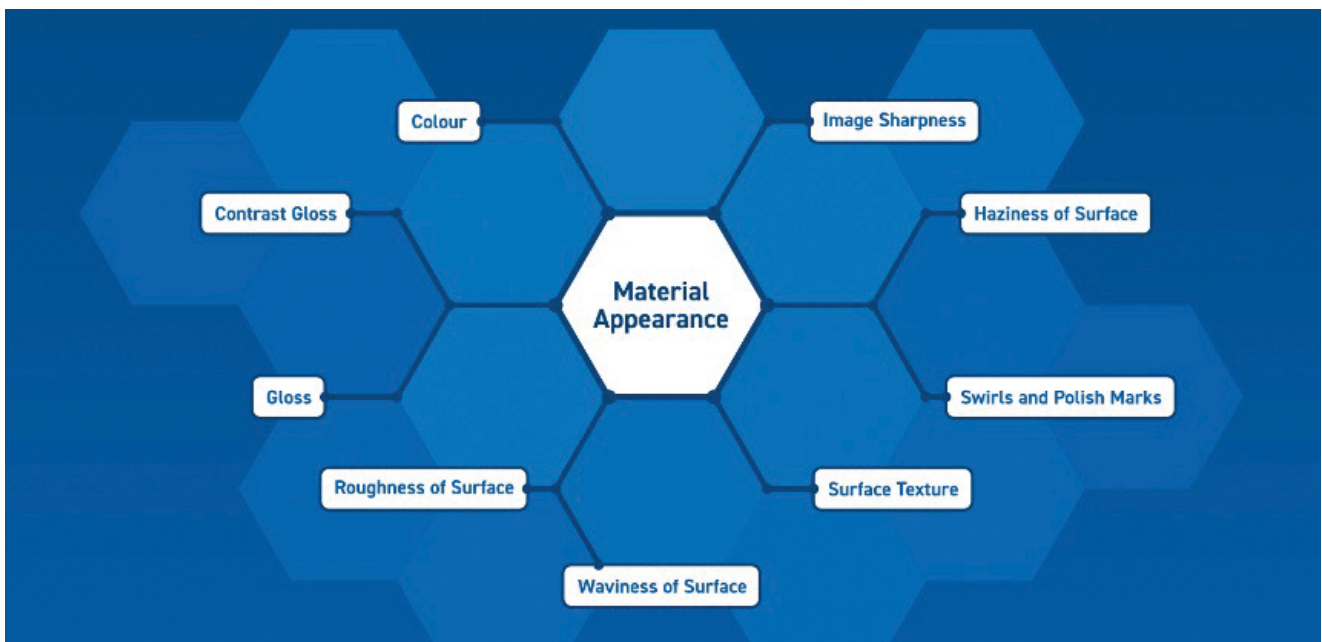 Colour
Image Sharpness
Contrast Gloss
Haziness of Surface
Material
Appearance
Gloss
Swirls and Polish Marks
Roughness of Surface
Surface Texture
Waviness of Surface